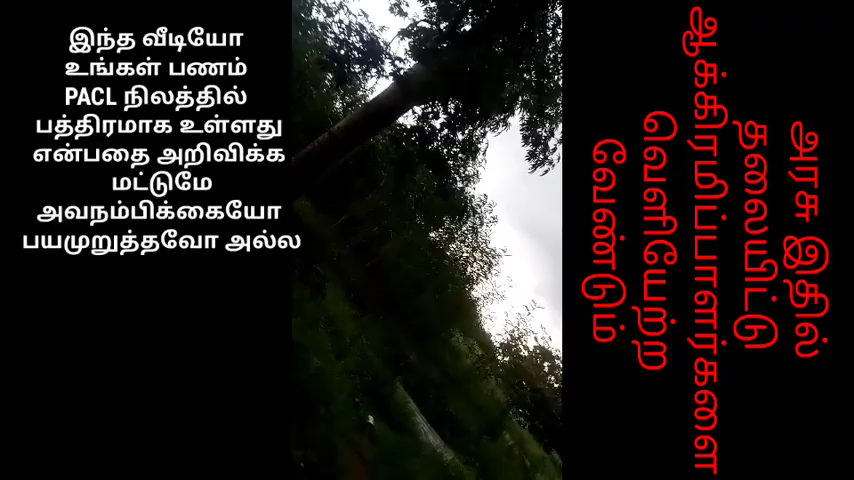 இந்த வீடியோ
உங்கள் பணம்
PACL நிலத்தில்
பத்திரமாக உள்ளது
என்பதை அறிவிக்க
மட்டுமே
அவநம்பிக்கையோ
பயமுறுத்தவோ அல்ல
அரசு இதில்
தலையிட்டு
ஆக்கிரமிப்பாளர்களை
வெளியேற்ற
வேண்டும்